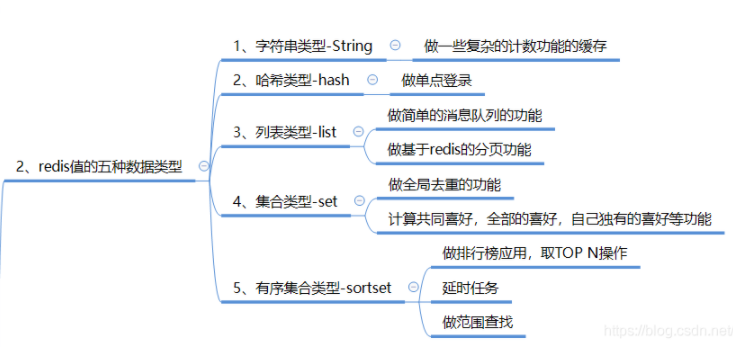 1、字符串类型-String
做一些复杂的计数功能的缓存
2、哈希类型-hash
做单点登录
3、列表类型-list
做简单的消息队列的功能
做基于redis的分页功能
2、redis值的五种数据类型
4、集合类型-set
做全局去重的功能
计算共同喜好，全部的喜好，自己独有的喜好等功能
5、有序集合类型-sortset
做排行榜应用，取TOP N操作
延时任务
做范围查找
https://blog.csdn.net